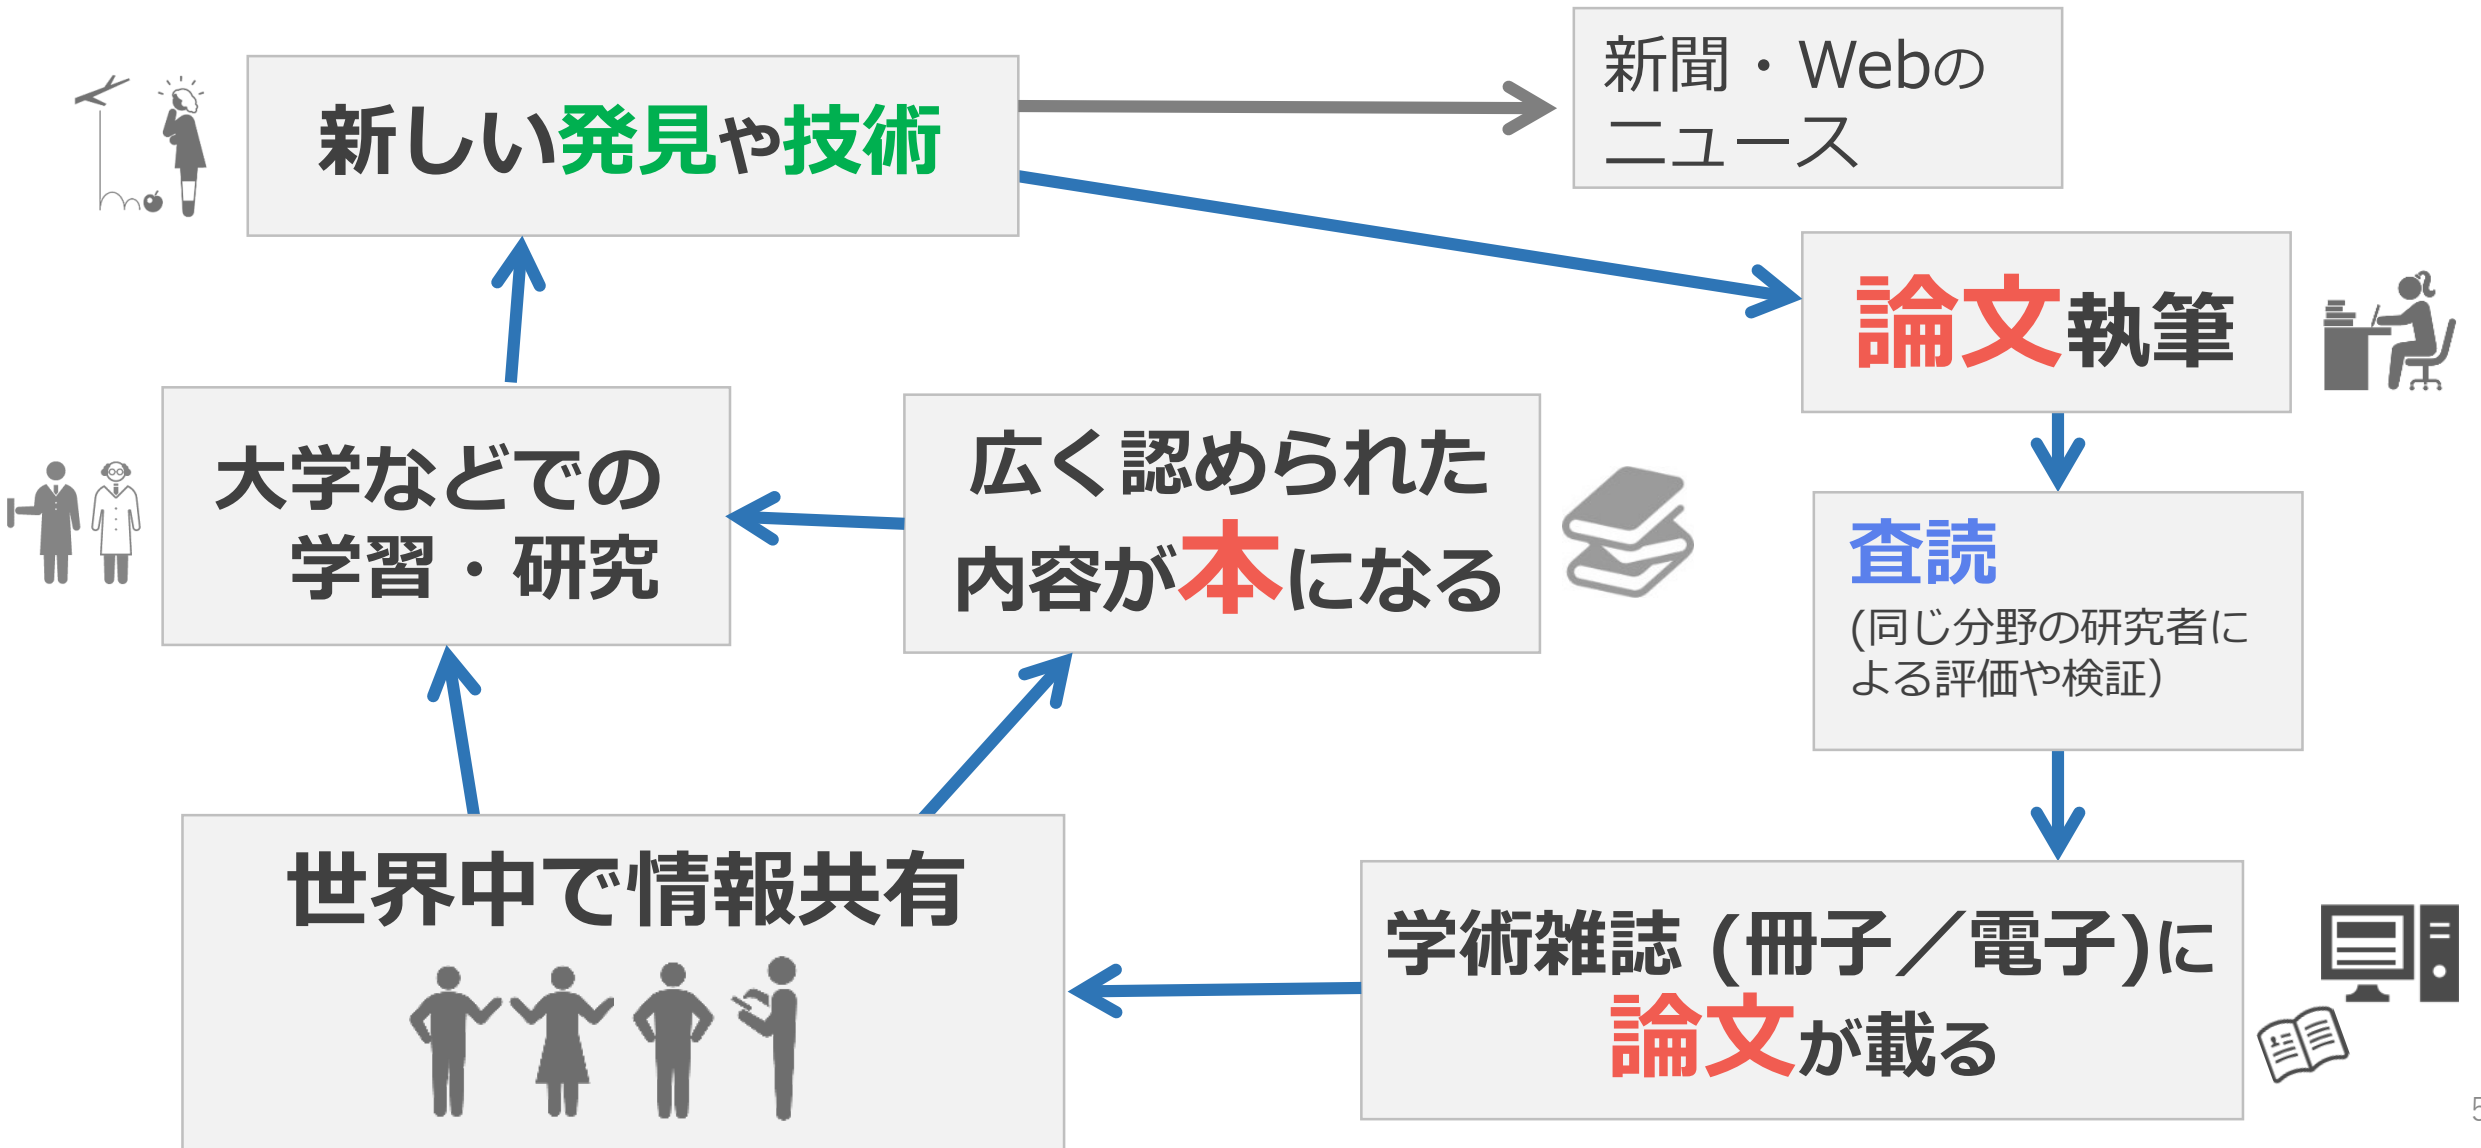 新しい発見や技術
新聞・Webの
ニュース
論文執筆
査読
(同じ分野の研究者に
よる評価や検証)
学術雑誌 (冊子／電子)に
論文が載る
世界中で情報共有
広く認められた
内容が本になる
大学などでの
学習・研究
5